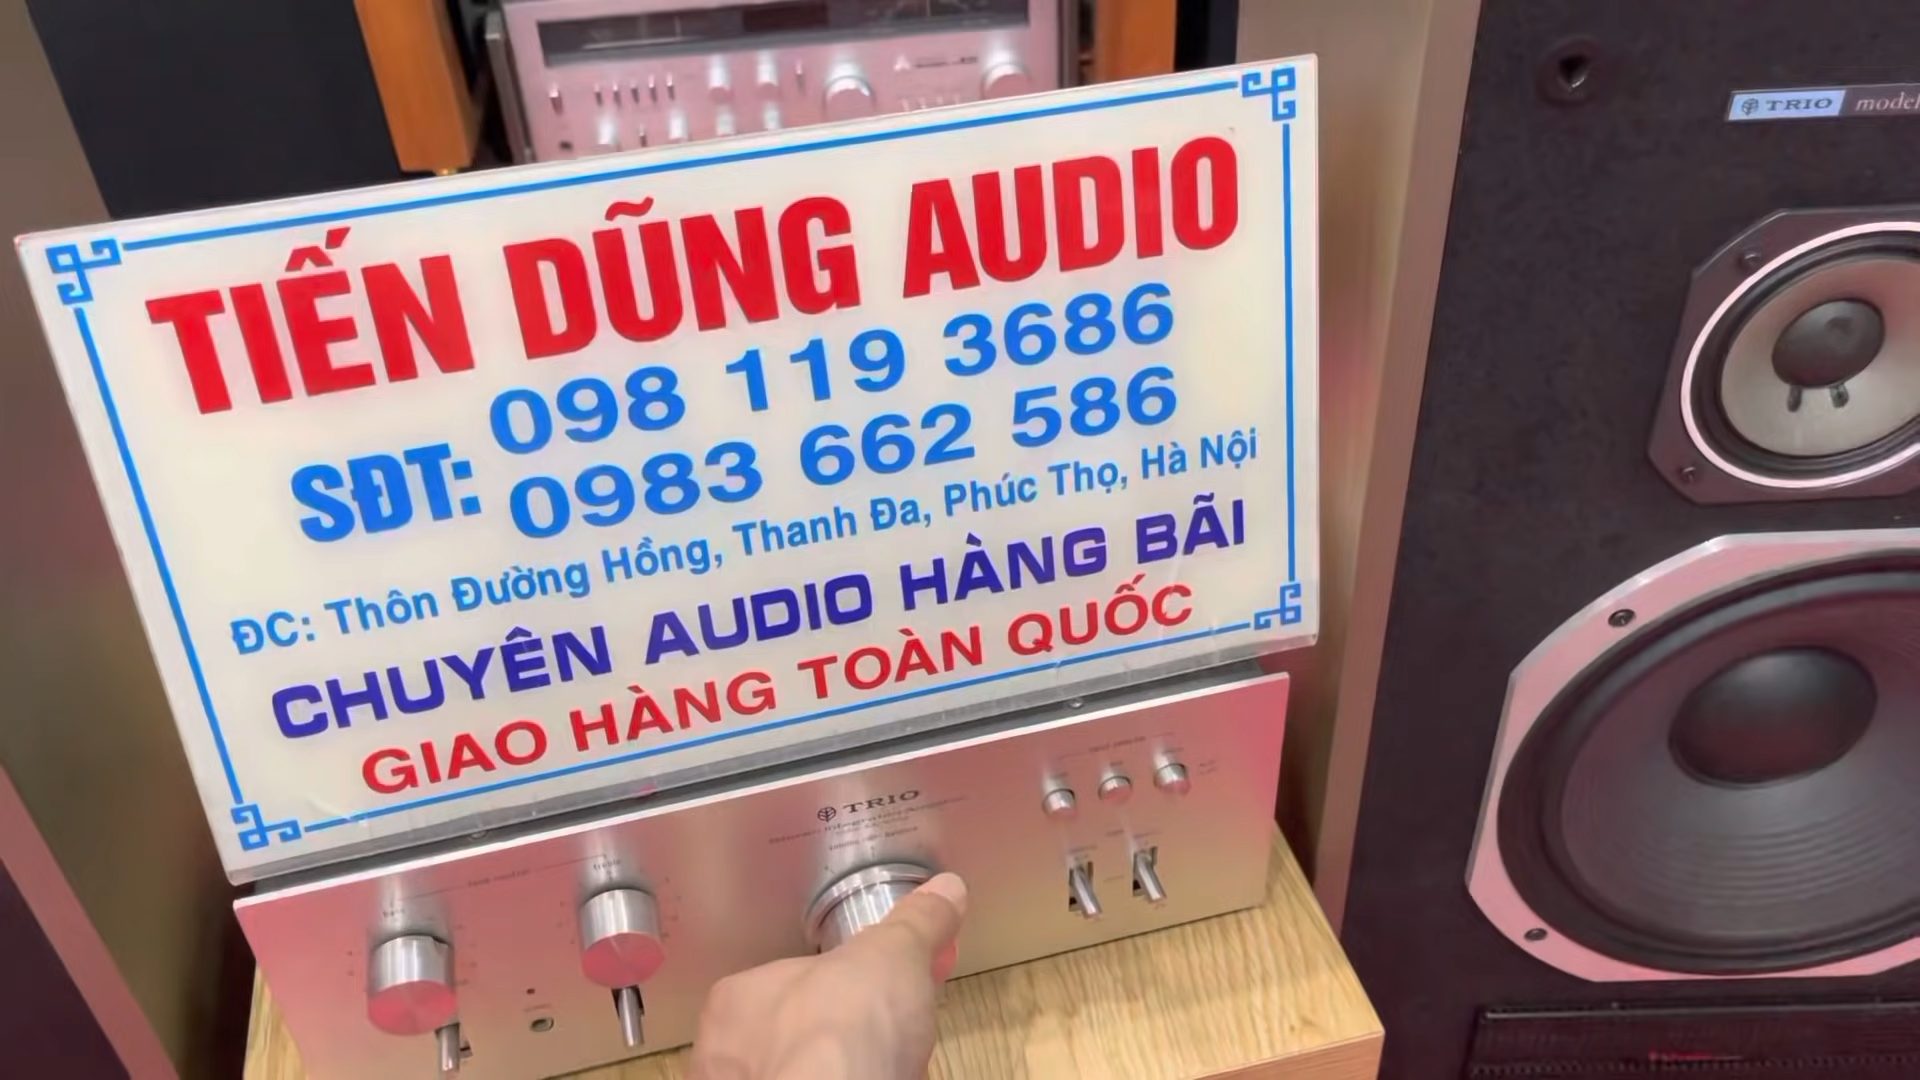 TIẾN DŨNG AUDIO
SĐT: 098 119 3686
0983 662 586
ĐC: Thôn Đường Hồng, Thanh Đa, Phúc Thọ, Hà Nội
CHUYÊN AUDIO HÀNG BÃI
GIAO HÀNG TOÀN QUỐC
TRIO
TRIO model